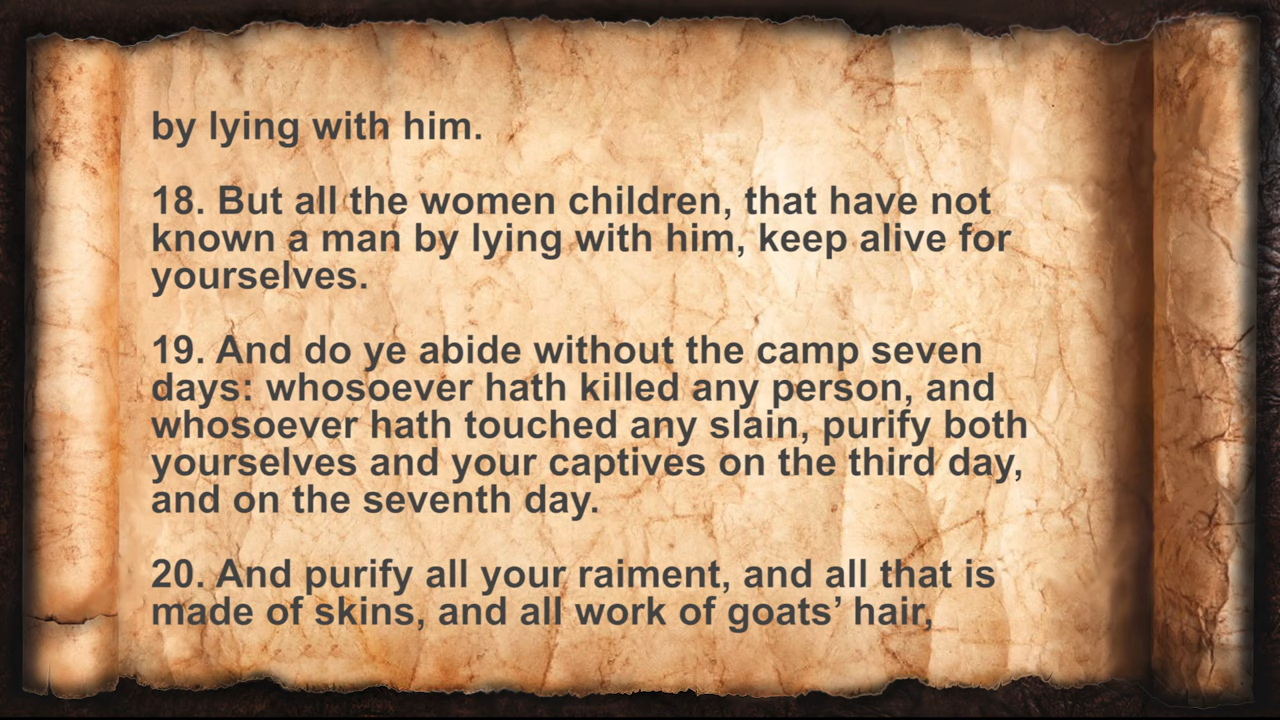 by lying with him.
18. But all the women children, that have not
known a man by lying with him, keep alive for
yourselves.
19. And do ye abide without the camp seven
days: whosoever hath killed any person, and
whosoever hath touched any slain, purify both
yourselves and your captives on the third day,
and on the seventh day.
20. And purify all your raiment, and all that is
made of skins, and all work of goats’ hair,